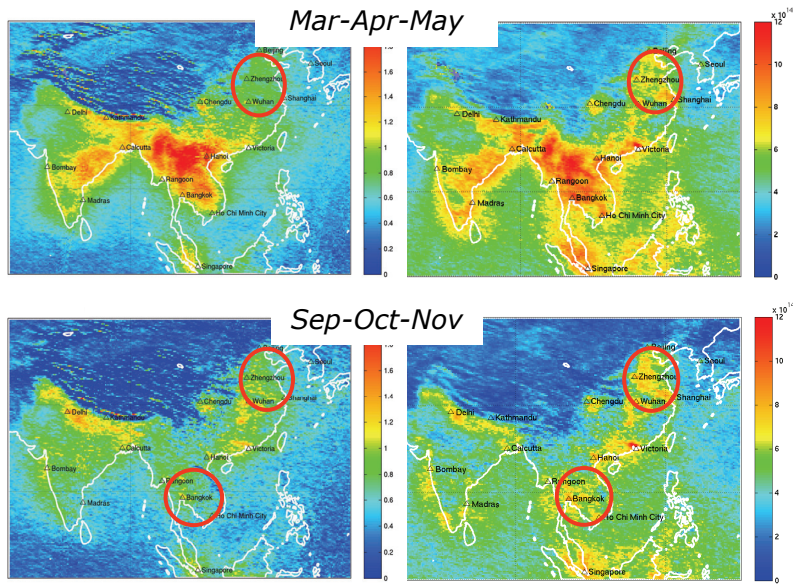 Mar-Apr-May
Beijing
Seoul
Zhengzhou
Chengdu
Wuhan
Shanghai
Delhi
Kathmandu
Calcutta
Hanoi
Victoria
Bombay
Rangoon
Bangkok
Madras
Ho Chi Minh City
Singapore
1.6
1.4
1.2
1
0.8
0.6
0.4
0.2
0
Beijing
Seoul
Zhengzhou
Chengdu
Wuhan
Shanghai
Delhi
Kathmandu
Calcutta
Hanoi
Victoria
Bombay
Rangoon
Bangkok
Madras
Ho Chi Minh City
Singapore
x 10^14
12
10
8
6
4
2
0
Sep-Oct-Nov
Seoul
Zhengzhou
Chengdu
Wuhan
Shanghai
Delhi
Kathmandu
Calcutta
Hanoi
Victoria
Bombay
Rangoon
Bangkok
Madras
Ho Chi Minh City
Singapore
1.6
1.4
1.2
1
0.8
0.6
0.4
0.2
0
Beijing
Seoul
Zhengzhou
Chengdu
Wuhan
Shanghai
Delhi
Kathmandu
Calcutta
Hanoi
Victoria
Bombay
Rangoon
Bangkok
Madras
Ho Chi Minh City
Singapore
x 10^14
12
10
8
6
4
2
0